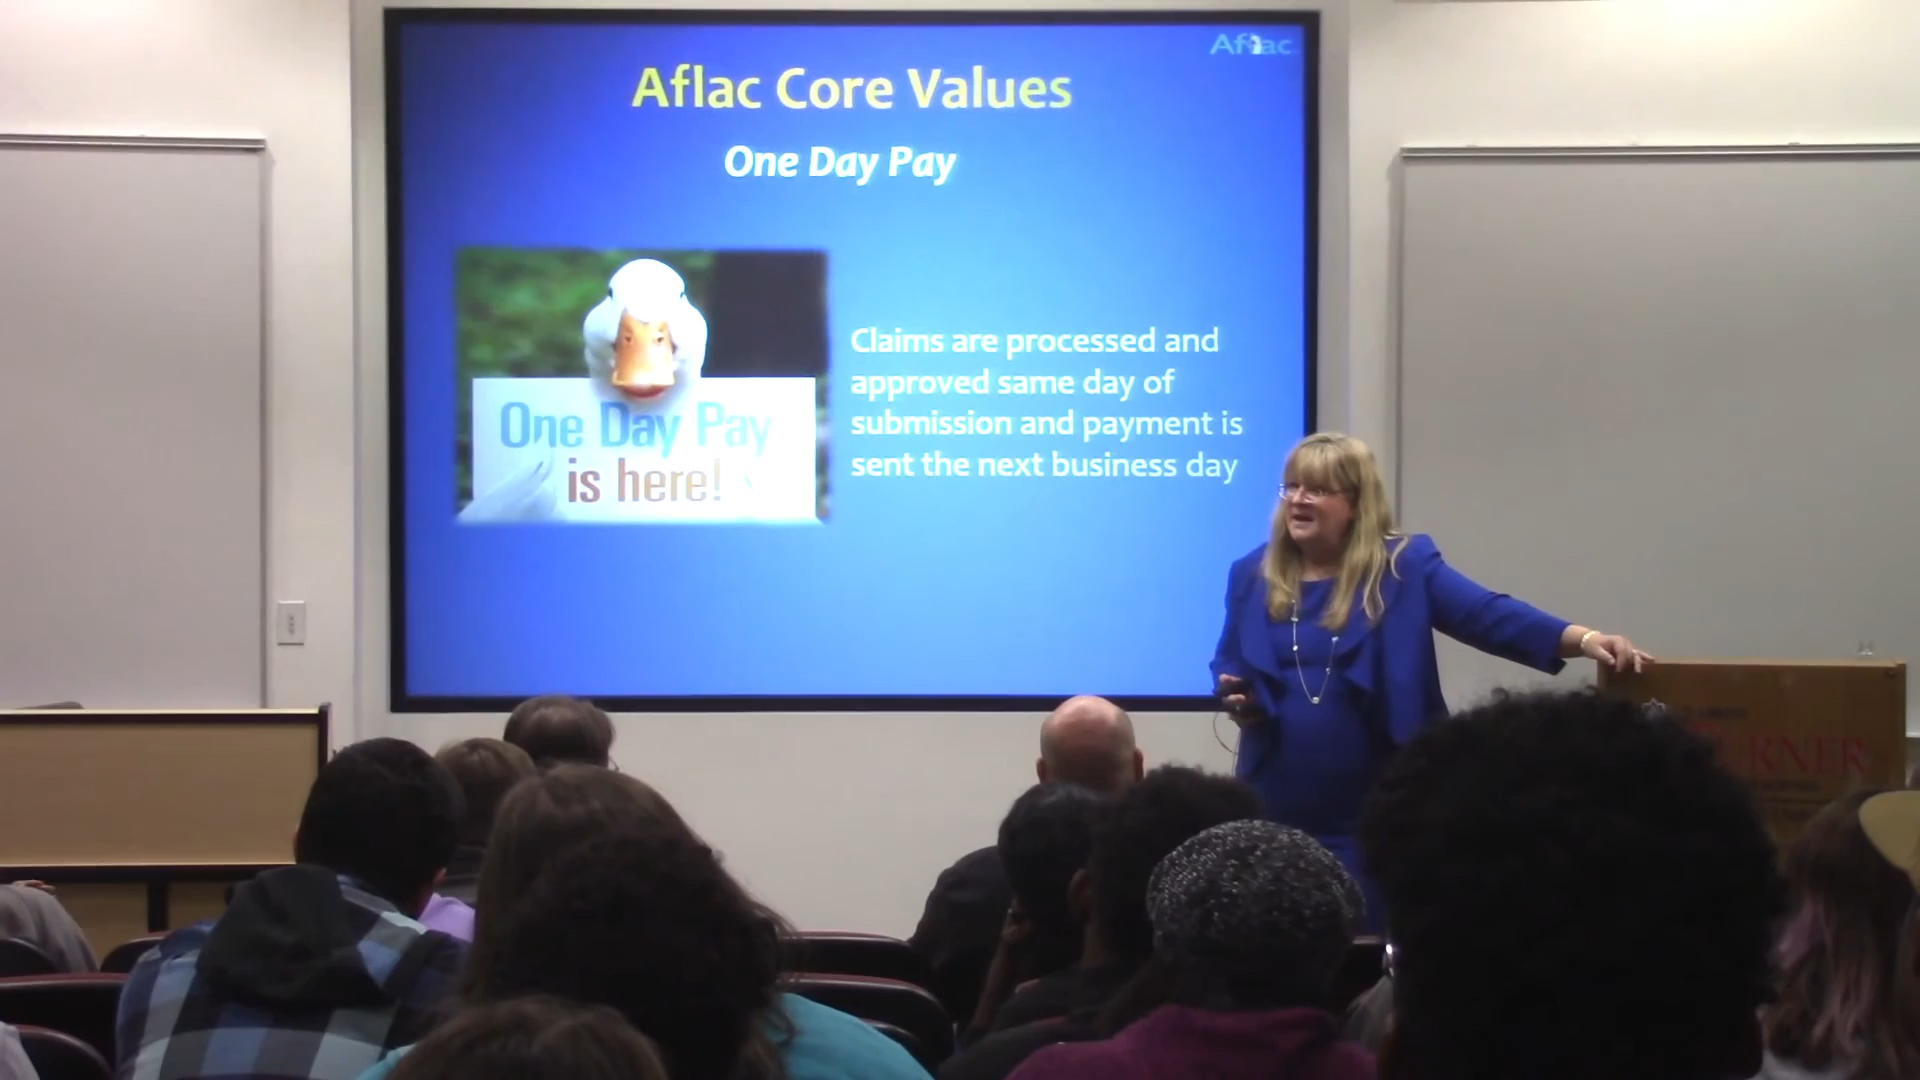 Aflac
Aflac Core Values
One Day Pay
One Day Pay
is here!
Claims are processed and
approved same day of
submission and payment is
sent the next business day